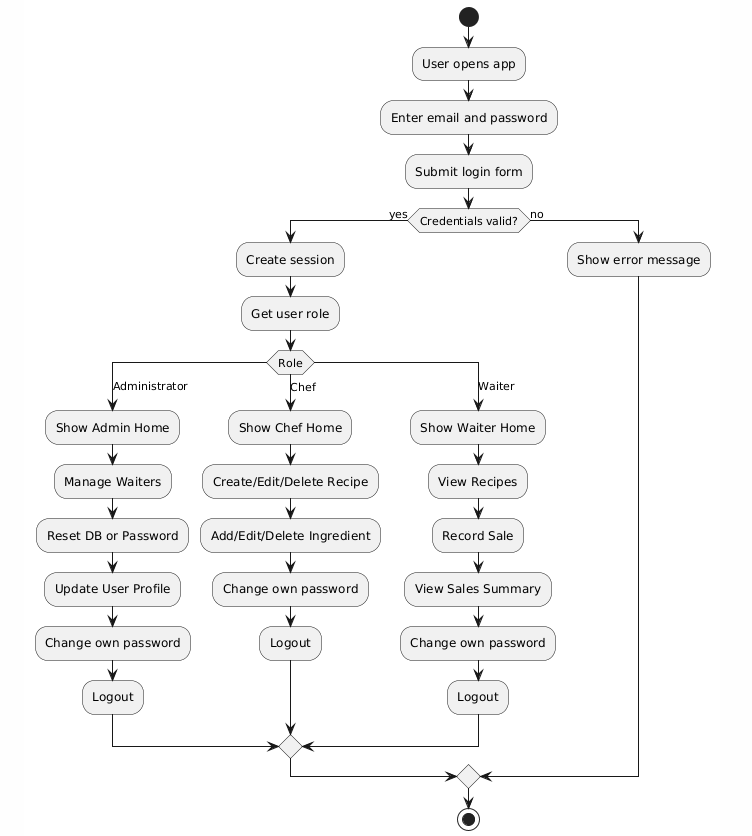 User opens app
Enter email and password
Submit login form
yes
Credentials valid?
no
Create session
Show error message
Get user role
Role
Administrator
Chef
Waiter
Show Admin Home
Show Chef Home
Show Waiter Home
Manage Waiters
Create/Edit/Delete Recipe
View Recipes
Reset DB or Password
Add/Edit/Delete Ingredient
Record Sale
Update User Profile
Change own password
View Sales Summary
Change own password
Logout
Change own password
Logout
Logout